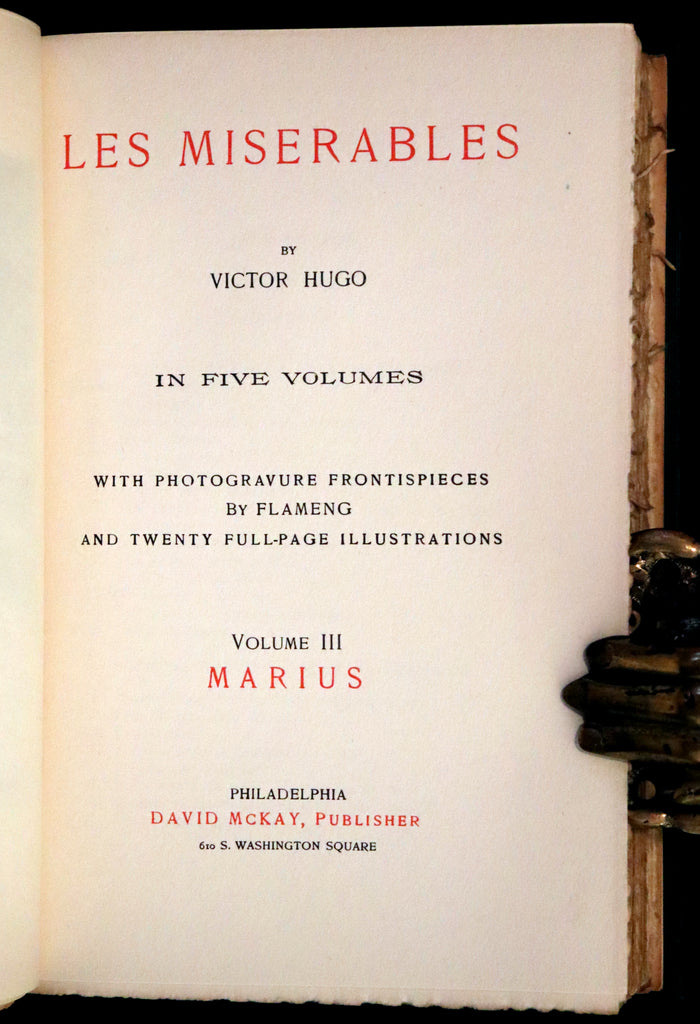 LES MISERABLES
BY
VICTOR HUGO
IN FIVE VOLUMES
WITH PHOTOGRAVURE FRONTISPIECES
BY FLAMENG
AND TWENTY FULL-PAGE ILLUSTRATIONS
VOLUME III
MARIUS
PHILADELPHIA
DAVID McKAY, PUBLISHER
610 S. WASHINGTON SQUARE